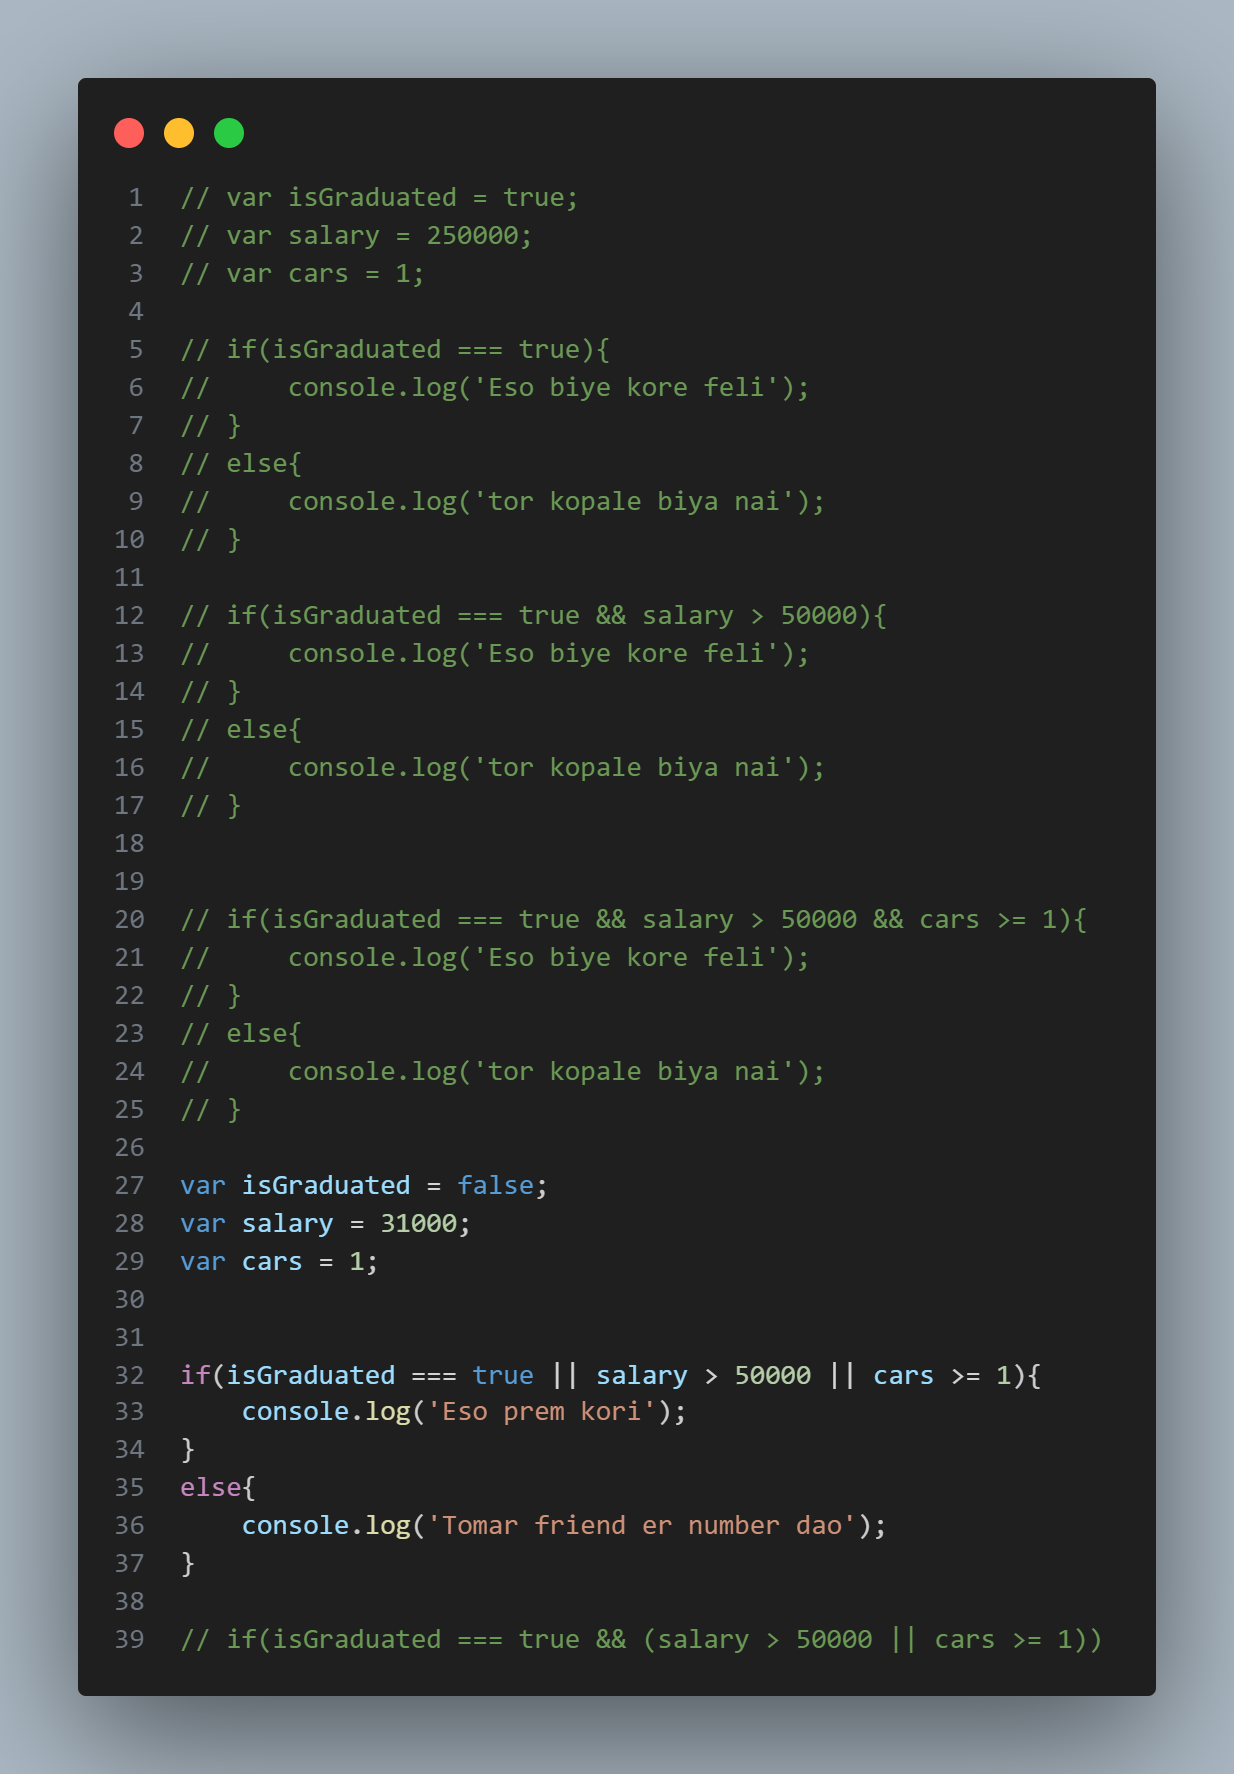 1 // var isGraduated = true;
2 // var salary = 250000;
3 // var cars = 1;
4
5 // if(isGraduated === true){
6 //     console.log('Eso biye kore feli');
7 // }
8 // else{
9 //     console.log('tor kopale biya nai');
10 // }
11
12 // if(isGraduated === true && salary > 50000){
13 //     console.log('Eso biye kore feli');
14 // }
15 // else{
16 //     console.log('tor kopale biya nai');
17 // }
18
19
20 // if(isGraduated === true && salary > 50000 && cars >= 1){
21 //     console.log('Eso biye kore feli');
22 // }
23 // else{
24 //     console.log('tor kopale biya nai');
25 // }
26
27 var isGraduated = false;
28 var salary = 31000;
29 var cars = 1;
30
31
32 if(isGraduated === true || salary > 50000 || cars >= 1){
33     console.log('Eso prem kori');
34 }
35 else{
36     console.log('Tomar friend er number dao');
37 }
38
39 // if(isGraduated === true && (salary > 50000 || cars >= 1))